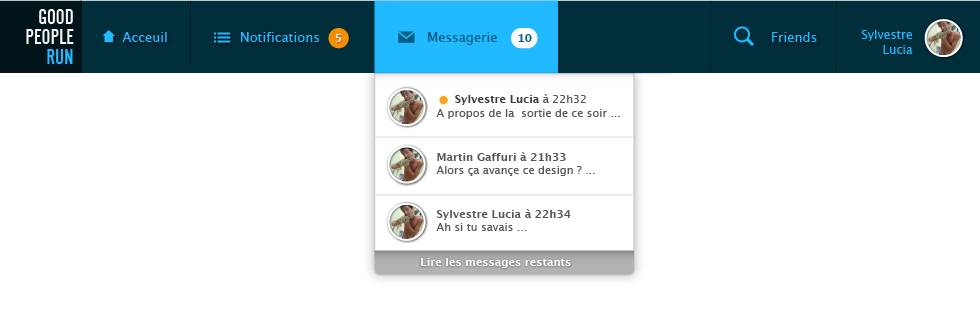 GOOD
PEOPLE
RUN
Acceuil
Notifications 5
Messagerie 10
Friends
Sylvestre
Lucia
Sylvestre Lucia à 22h32
A propos de la sortie de ce soir ...
Martin Gaffuri à 21h33
Alors ça avançe ce design ? ...
Sylvestre Lucia à 22h34
Ah si tu savais ...
Lire les messages restants